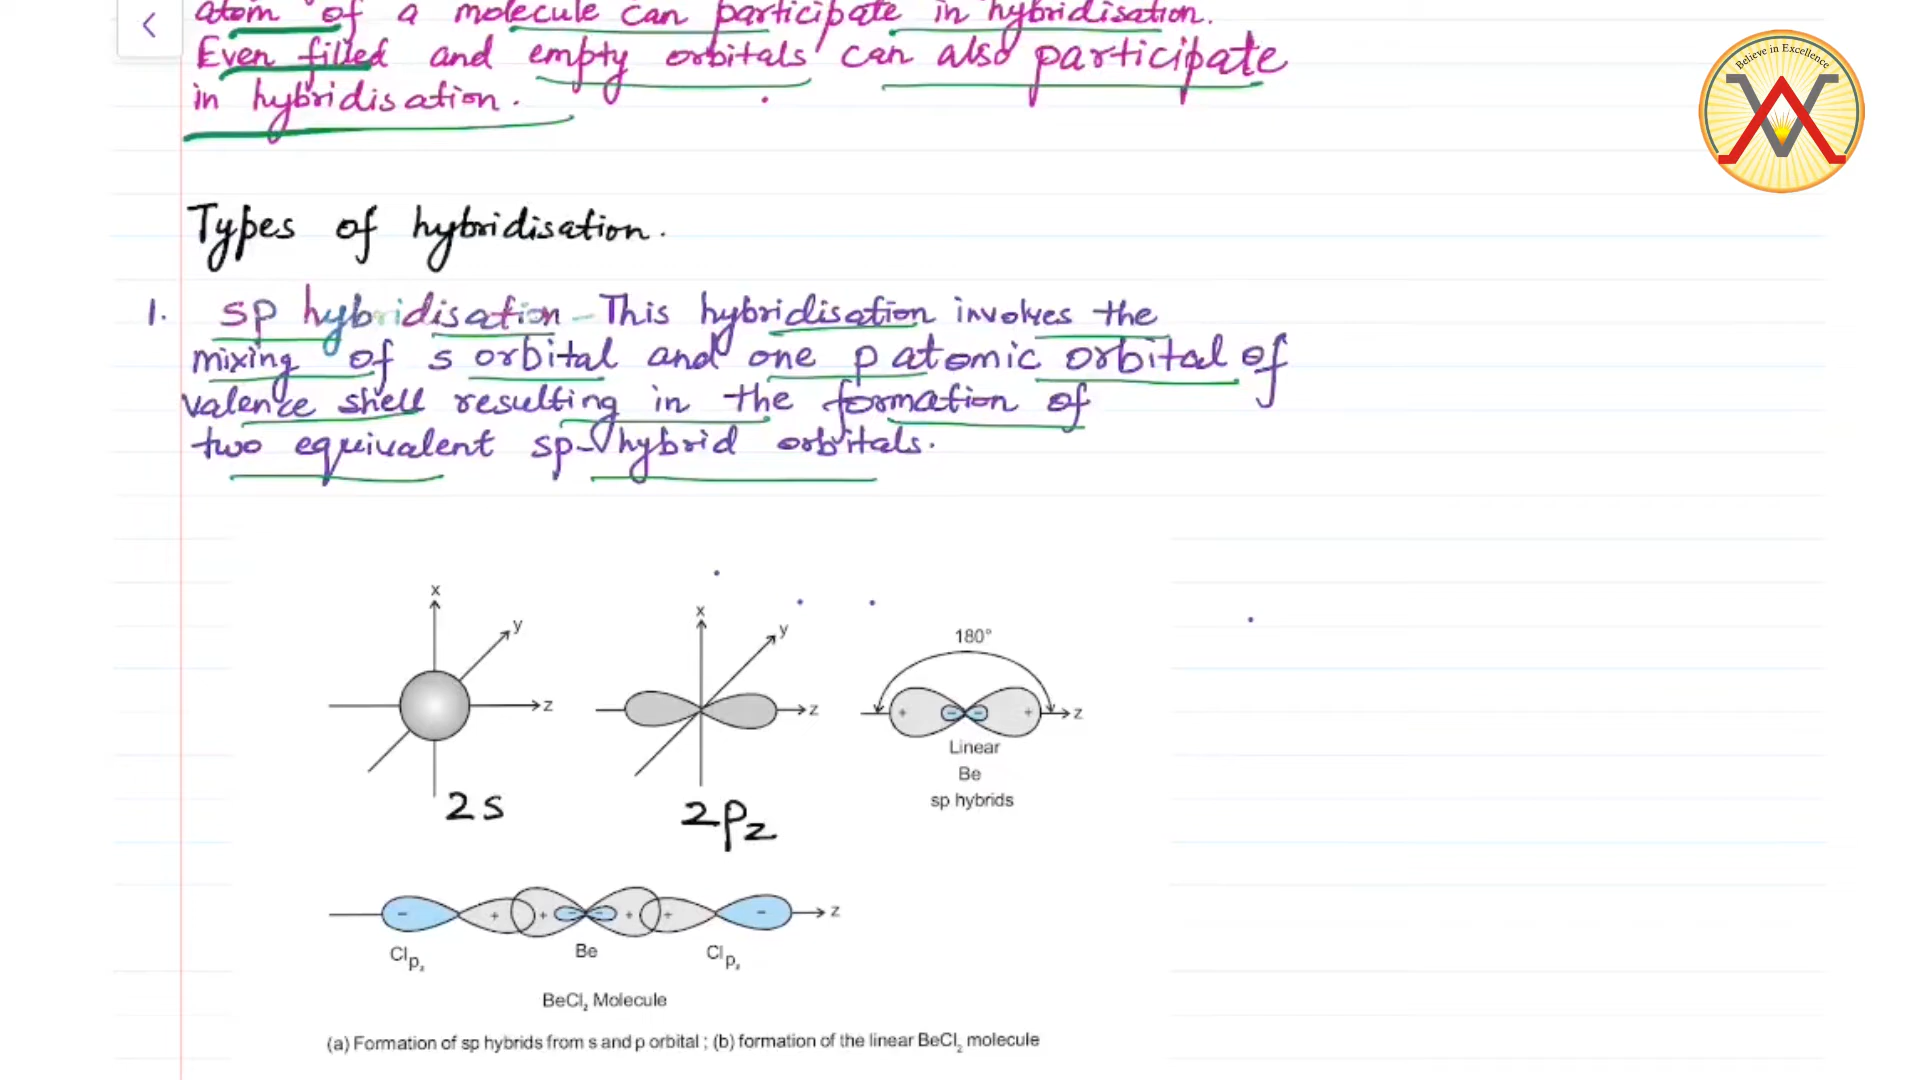 atom of a molecule can participate in hybridisation.
Even filled and empty orbitals can also participate
in hybridisation.
Believe in Excellence
Types of hybridisation.
1. sp hybridisation - This hybridisation involves the
mixing of s orbital and one p atomic orbital of
valence shell resulting in the formation of
two equivalent sp-hybrid orbitals.
x
y
z
2s
x
y
z
2pz
180°
+ - - +
z
Linear
Be
sp hybrids
- + + - - + + -
z
Clpz
Be
Clpz
BeCl2 Molecule
(a) Formation of sp hybrids from s and p orbital ; (b) formation of the linear BeCl2 molecule